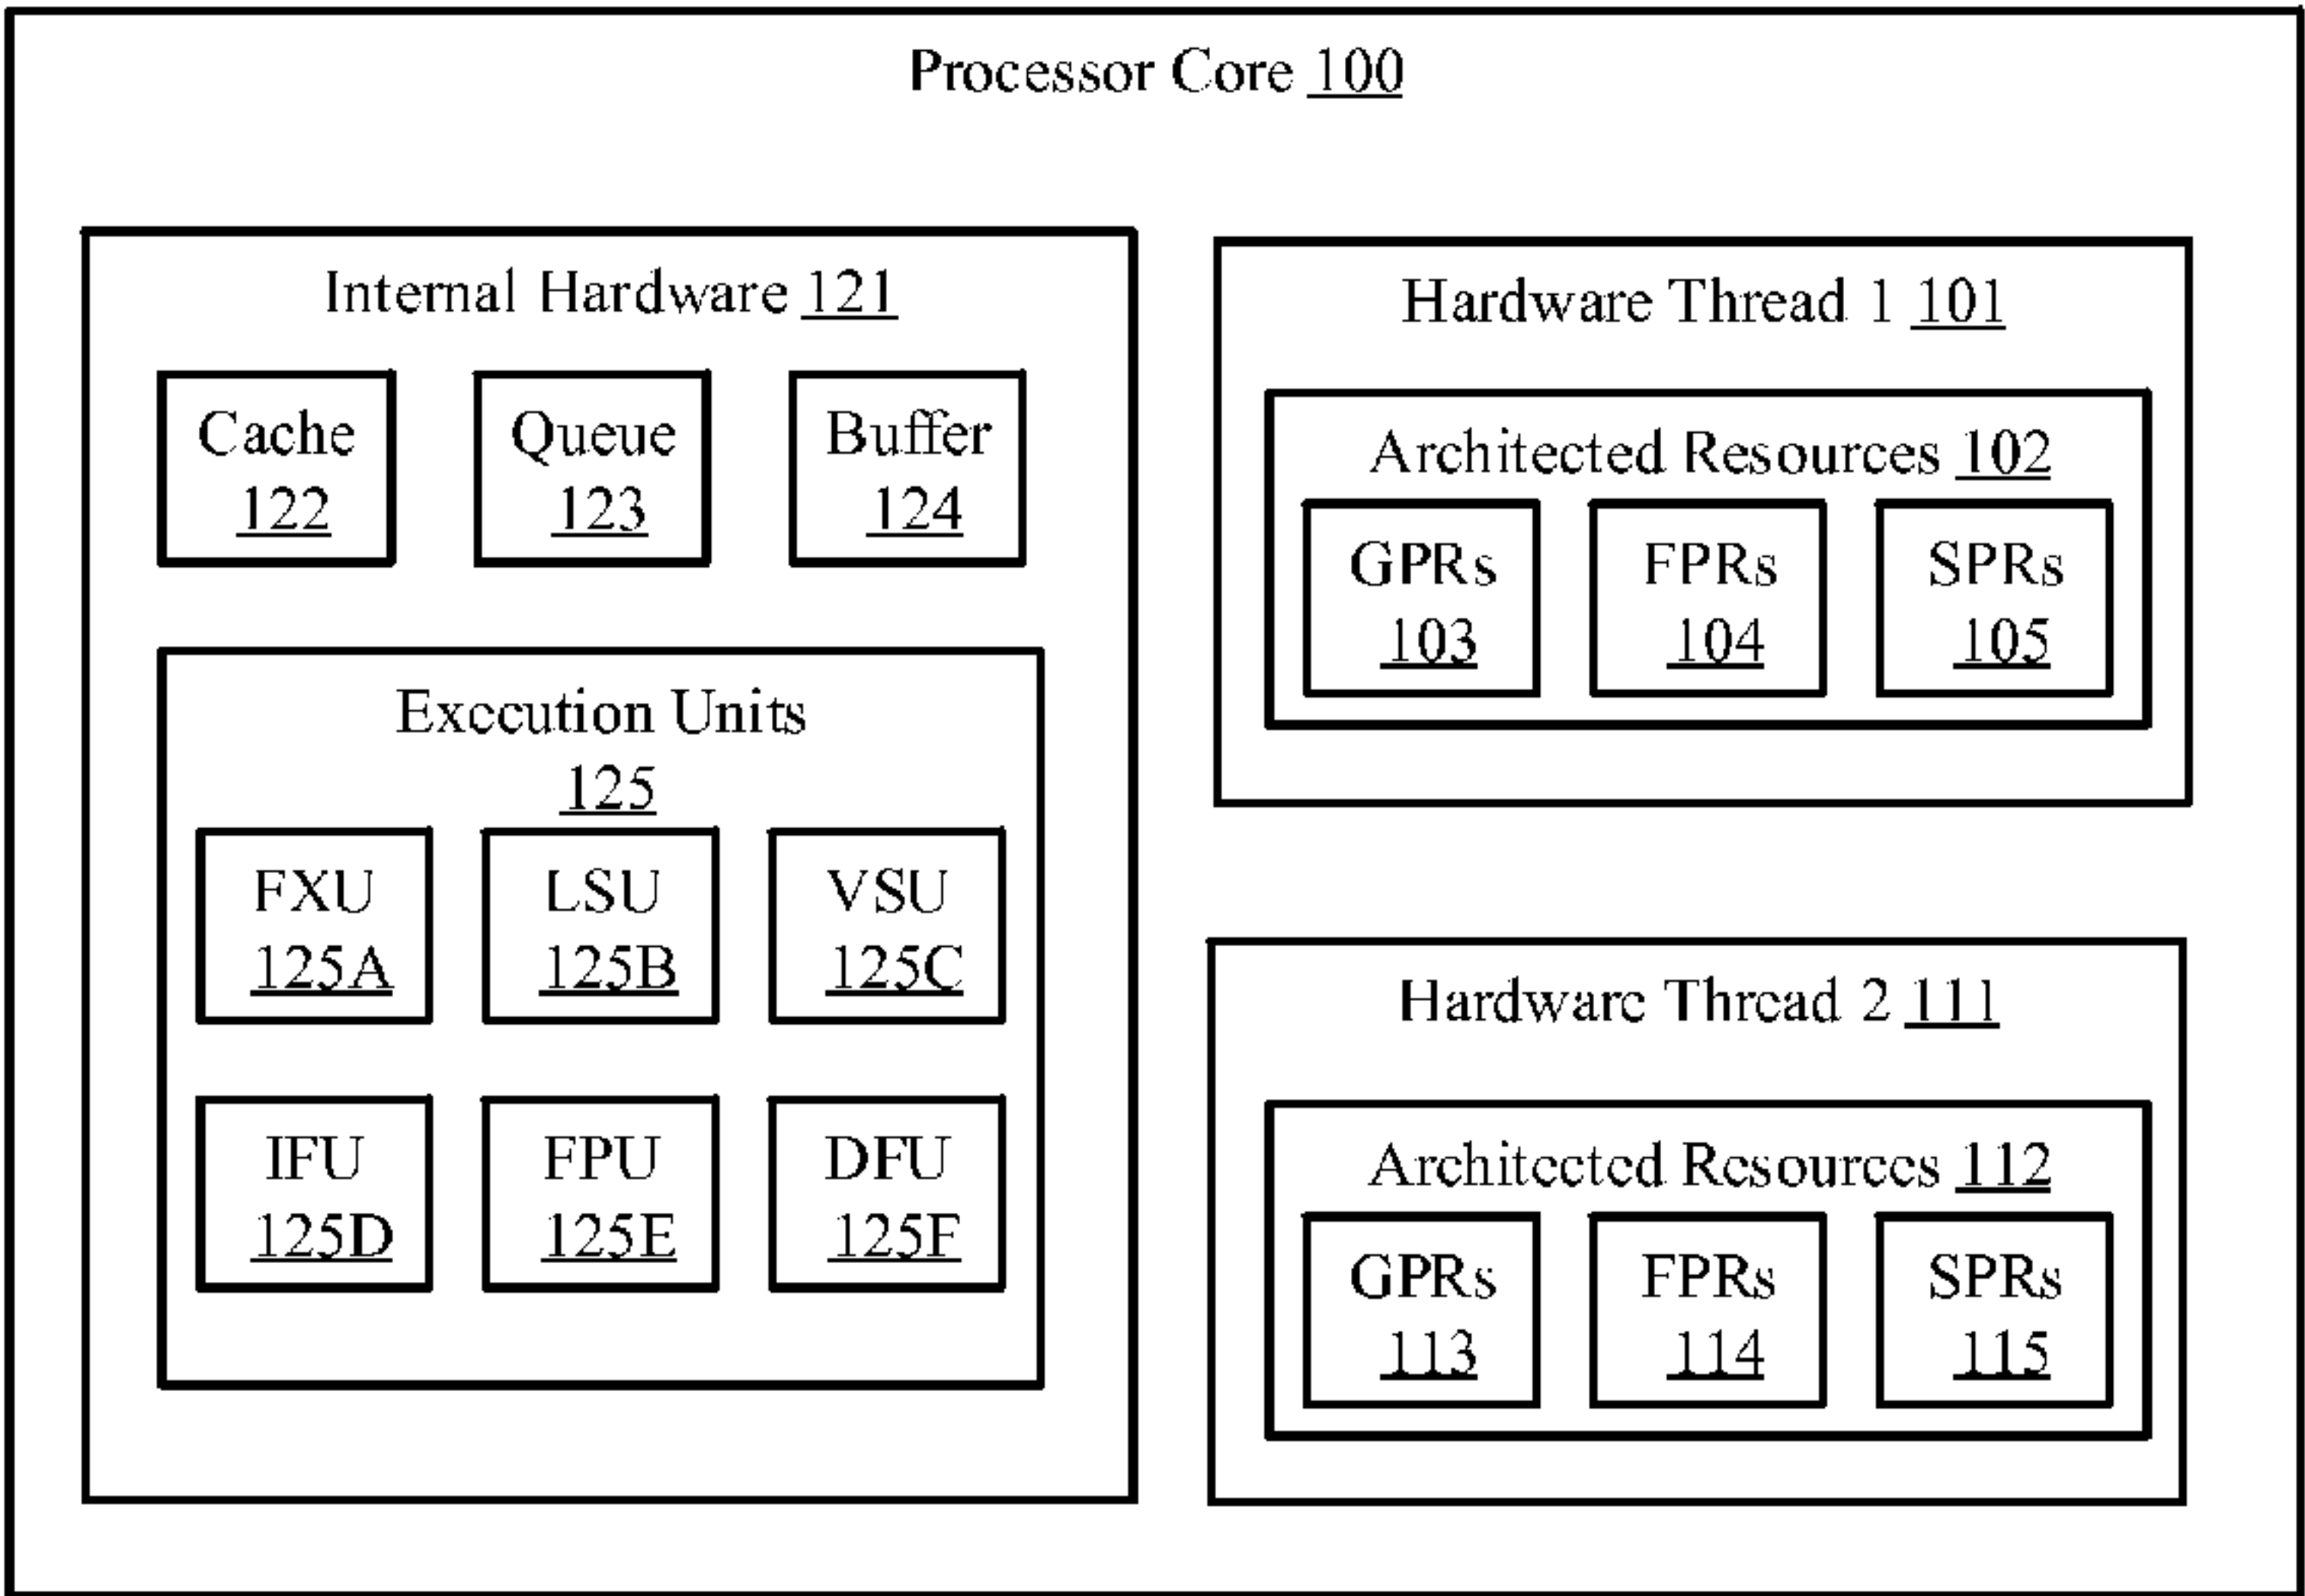 Processor Core 100
Internal Hardware 121
Cache
122
Queue
123
Buffer
124
Execution Units
125
FXU
125A
LSU
125B
VSU
125C
IFU
125D
FPU
125E
DFU
125F
Hardware Thread 1 101
Architected Resources 102
GPRs
103
FPRs
104
SPRs
105
Hardware Thread 2 111
Architected Resources 112
GPRs
113
FPRs
114
SPRs
115